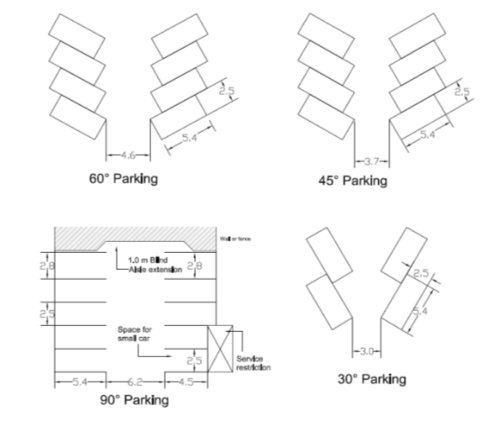 2.5
5.4
4.6
60° Parking
2.5
5.4
3.7
45° Parking
Wall or fence
1.0 m Blind
Aisle extension
2.8
2.8
2.5
Space for
small car
2.5
Service
restriction
5.4
6.2
4.5
90° Parking
2.5
5.4
3.0
30° Parking